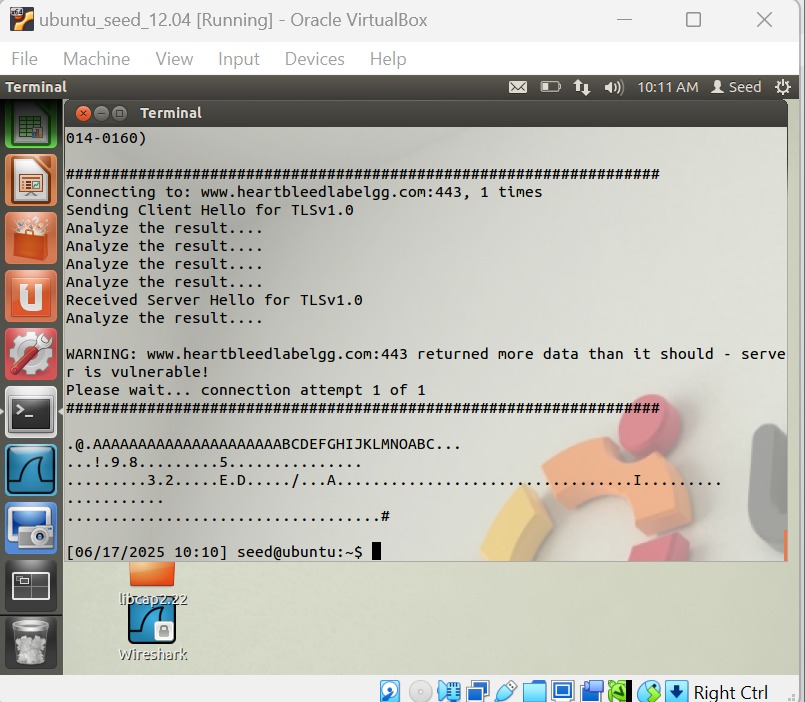 ubuntu_seed_12.04 [Running] - Oracle VirtualBox
File Machine View Input Devices Help
Terminal 10:11 AM Seed
Terminal
014-0160)
##################################################################
Connecting to: www.heartbleedlabelgg.com:443, 1 times
Sending Client Hello for TLSv1.0
Analyze the result....
Analyze the result....
Analyze the result....
Analyze the result....
Received Server Hello for TLSv1.0
Analyze the result....
WARNING: www.heartbleedlabelgg.com:443 returned more data than it should - serve
r is vulnerable!
Please wait... connection attempt 1 of 1
##################################################################
.@.AAAAAAAAAAAAAAAAAAAAABCDEFGHIJKLMNOABC...
...!.9.8.........5...............
.........3.2.....E.D...../...A.................................I.........
...........
...................................#
[06/17/2025 10:10] seed@ubuntu:~$
libcap2.22
Wireshark
Right Ctrl